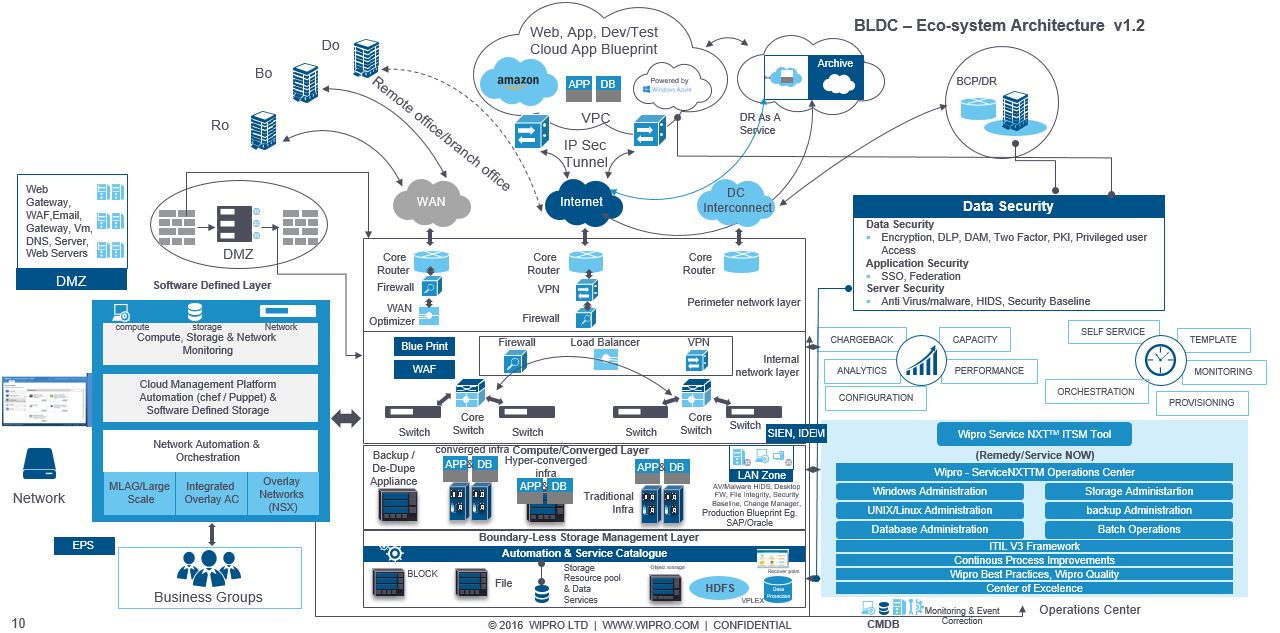 BLDC – Eco-system Architecture v1.2
Do
Bo
Ro
Remote office/branch office
Web, App, Dev/Test
Cloud App Blueprint
amazon
APP
DB
Powered by
Windows Azure
VPC
IP Sec
Tunnel
Archive
DR As A
Service
BCP/DR
WAN
Internet
DC
Interconnect
Web
Gateway,
WAF,Email,
Gateway, Vm,
DNS, Server,
Web Servers
DMZ
DMZ
Software Defined Layer
Core
Router
Firewall
WAN
Optimizer
Core
Router
VPN
Firewall
Core
Router
Perimeter network layer
Data Security
Data Security
Encryption, DLP, DAM, Two Factor, PKI, Privileged user
Access
Application Security
SSO, Federation
Server Security
Anti Virus/malware, HIDS, Security Baseline
compute
storage
Network
Compute, Storage & Network
Monitoring
Cloud Management Platform
Automation (chef / Puppet) &
Software Defined Storage
Network Automation &
Orchestration
MLAG/Large
Scale
Integrated
Overlay AC
Overlay
Networks
(NSX)
Network
EPS
Business Groups
Blue Print
WAF
Firewall
Load Balancer
VPN
Internal
network layer
Switch
Core
Switch
Switch
Switch
Core
Switch
Switch
SIEN, IDEM
CHARGEBACK
CAPACITY
ANALYTICS
PERFORMANCE
CONFIGURATION
SELF SERVICE
TEMPLATE
MONITORING
ORCHESTRATION
PROVISIONING
Backup /
De-Dupe
Appliance
converged infra
Compute/Converged Layer
APP & DB
Hyper-converged
infra
APP & DB
APP & DB
Traditional
Infra
LAN Zone
AV/Malware HIDS, Desktop
FW, File Integrity, Security
Baseline, Change Manager,
Production Blueprint Eg.
SAP/Oracle
Boundary-Less Storage Management Layer
Automation & Service Catalogue
BLOCK
File
Storage
Resource pool
& Data
Services
Object storage
HDFS
VPLEX
Recover point
Data
Protection
Wipro Service NXT™ ITSM Tool
(Remedy/Service NOW)
Wipro - ServiceNXTTM Operations Center
Windows Administration
Storage Administartion
UNIX/Linux Administration
backup Administration
Database Administration
Batch Operations
ITIL V3 Framework
Continous Process Improvements
Wipro Best Practices, Wipro Quality
Center of Excellence
CMDB
Monitoring & Event
Correction
Operations Center
10
© 2016 WIPRO LTD | WWW.WIPRO.COM | CONFIDENTIAL